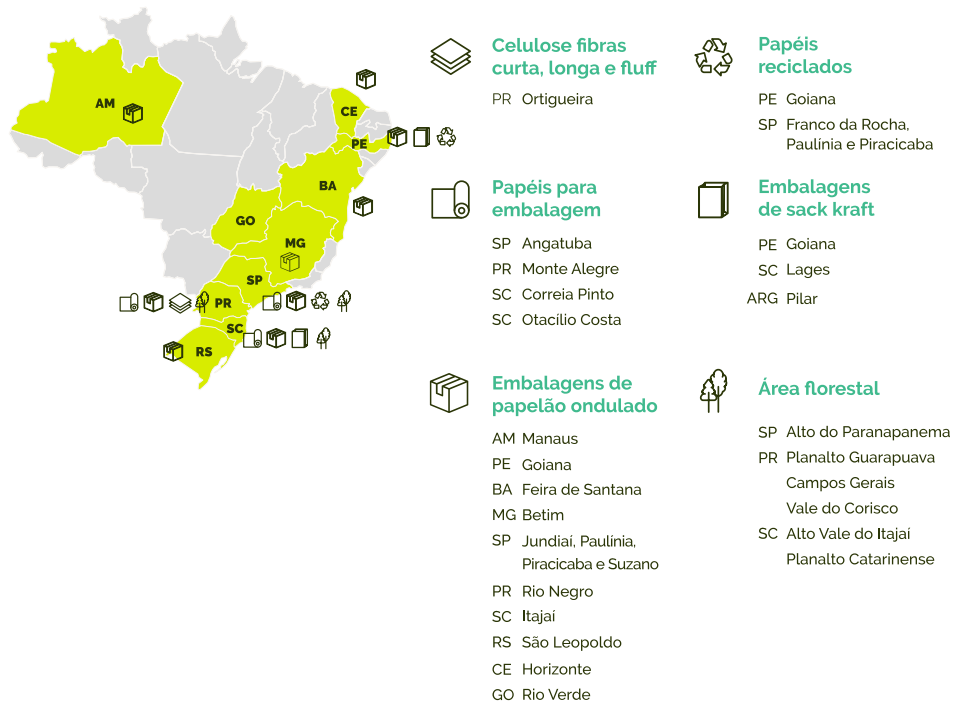 AM
CE
PE
BA
GO
MG
SP
PR
SC
RS
Celulose fibras
curta, longa e fluff
PR Ortigueira
Papéis para
embalagem
SP Angatuba
PR Monte Alegre
SC Correia Pinto
SC Otacílio Costa
Embalagens de
papelão ondulado
AM Manaus
PE Goiana
BA Feira de Santana
MG Betim
SP Jundiaí, Paulínia,
Piracicaba e Suzano
PR Rio Negro
SC Itajaí
RS São Leopoldo
CE Horizonte
GO Rio Verde
Papéis
reciclados
PE Goiana
SP Franco da Rocha,
Paulínia e Piracicaba
Embalagens
de sack kraft
PE Goiana
SC Lages
ARG Pilar
Área florestal
SP Alto do Paranapanema
PR Planalto Guarapuava
Campos Gerais
Vale do Corisco
SC Alto Vale do Itajaí
Planalto Catarinense